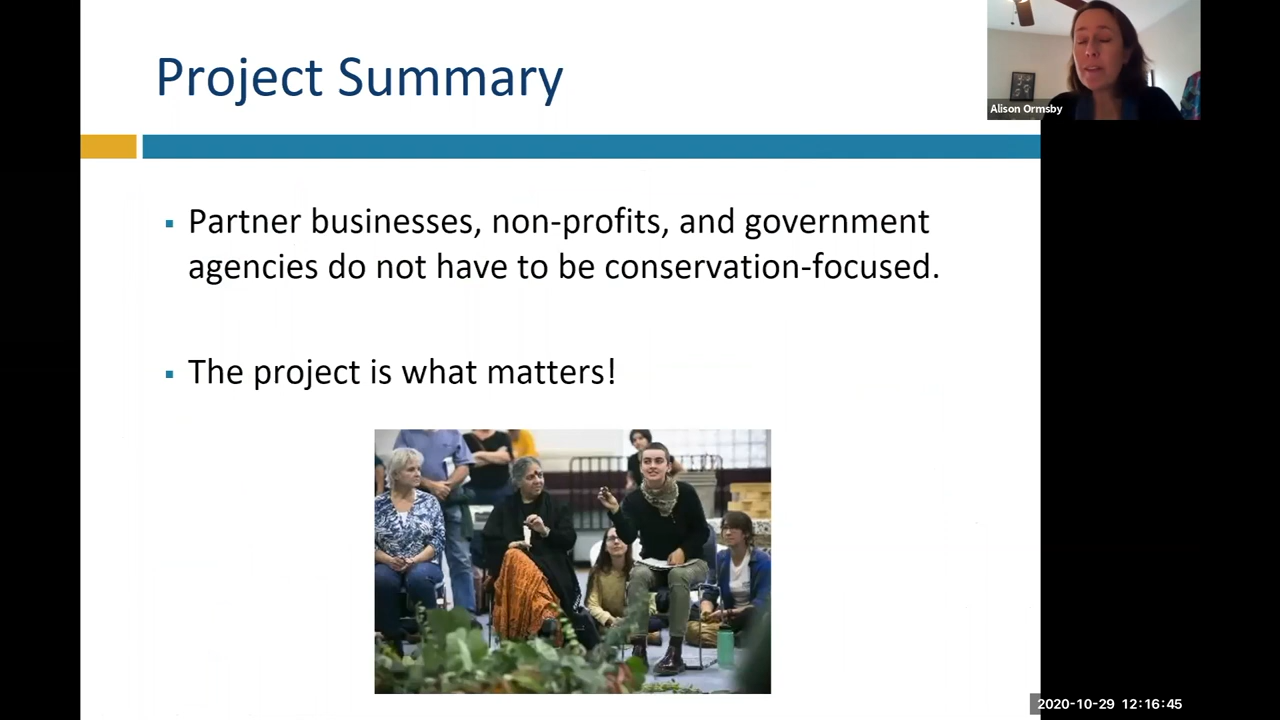 Project Summary
Alison Ormsby
▪ Partner businesses, non-profits, and government
agencies do not have to be conservation-focused.
▪ The project is what matters!
2020-10-29 12:16:45